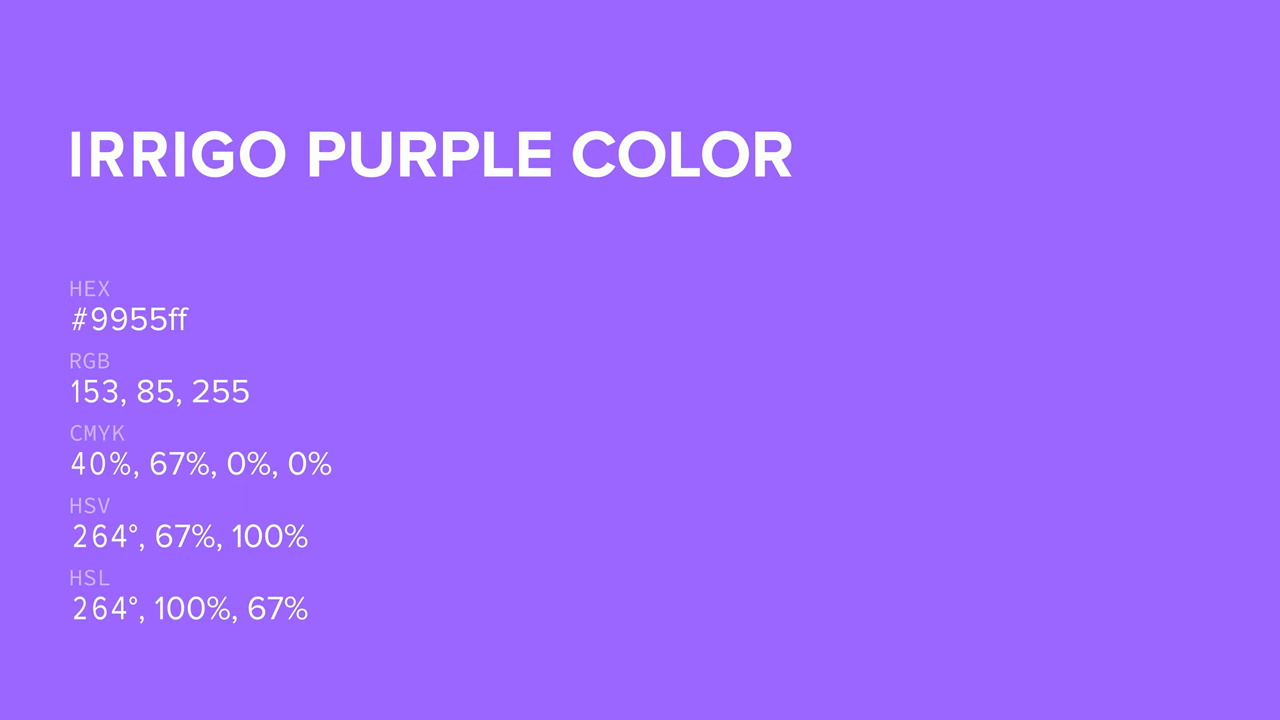 IRRIGO PURPLE COLOR
HEX
#9955ff
RGB
153, 85, 255
CMYK
40%, 67%, 0%, 0%
HSV
264°, 67%, 100%
HSL
264°, 100%, 67%